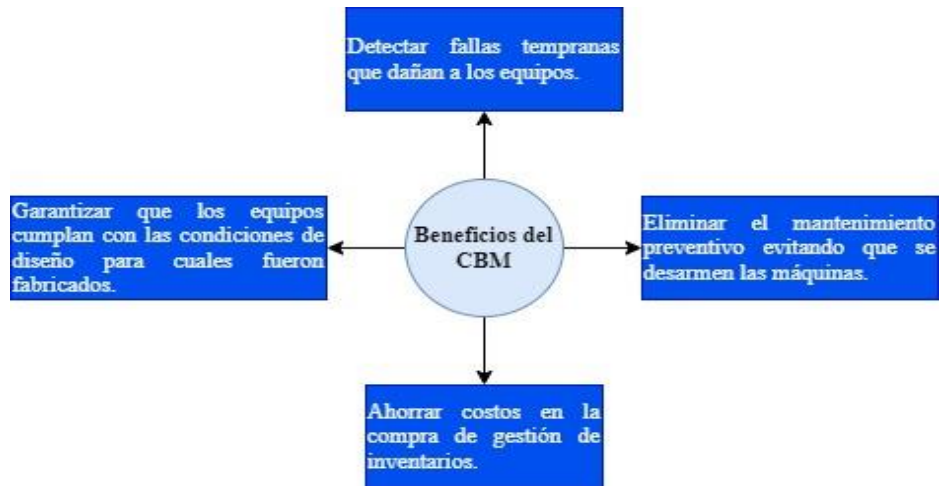 Detectar fallas tempranas
que dañan a los equipos.
Garantizar que los equipos
cumplan con las condiciones de
diseño para cuales fueron
fabricados.
Beneficios del
CBM
Eliminar el mantenimiento
preventivo evitando que se
desarmen las máquinas.
Ahorrar costos en la
compra de gestión de
inventarios.